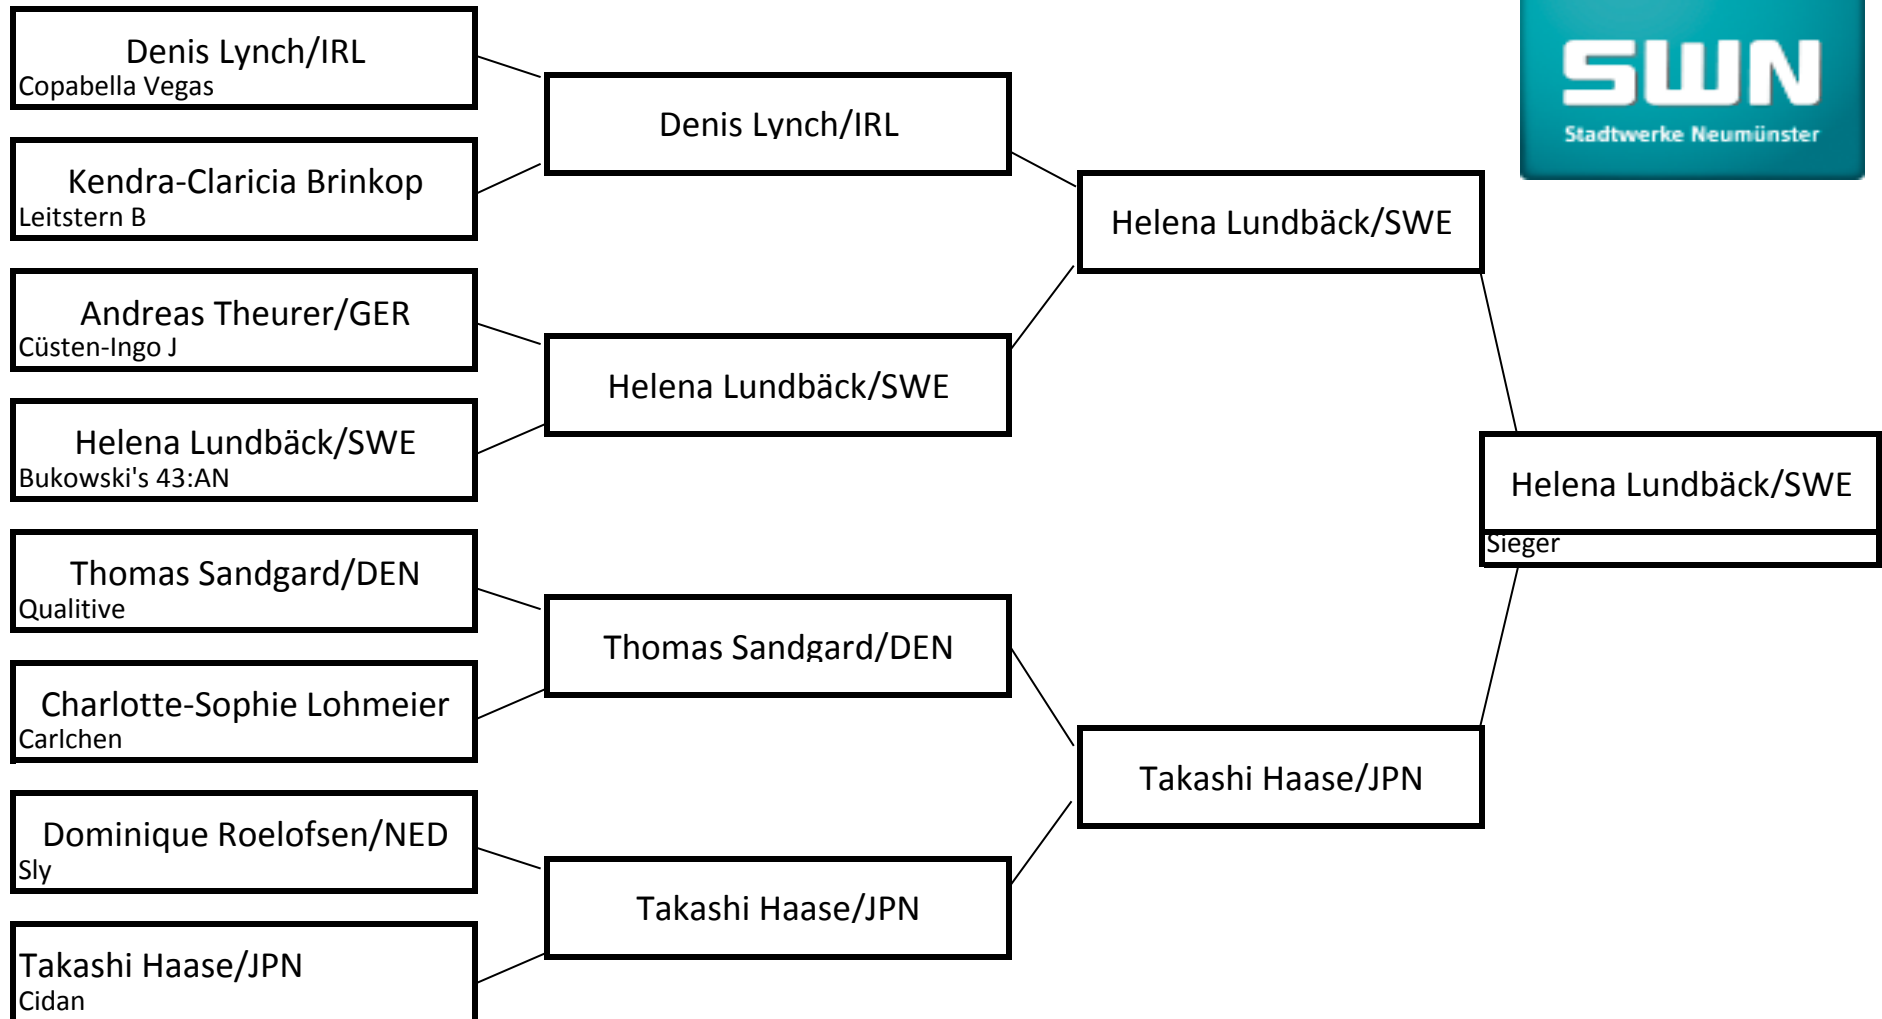 Denis Lynch/IRL
Copabella Vegas
Kendra-Claricia Brinkop
Leitstern B
Andreas Theurer/GER
Cüsten-Ingo J
Helena Lundbäck/SWE
Bukowski's 43:AN
Thomas Sandgard/DEN
Qualitive
Charlotte-Sophie Lohmeier
Carlchen
Dominique Roelofsen/NED
Sly
Takashi Haase/JPN
Cidan
Denis Lynch/IRL
Helena Lundbäck/SWE
Thomas Sandgard/DEN
Takashi Haase/JPN
Helena Lundbäck/SWE
Takashi Haase/JPN
SWN
Stadtwerke Neumünster
Helena Lundbäck/SWE
Sieger